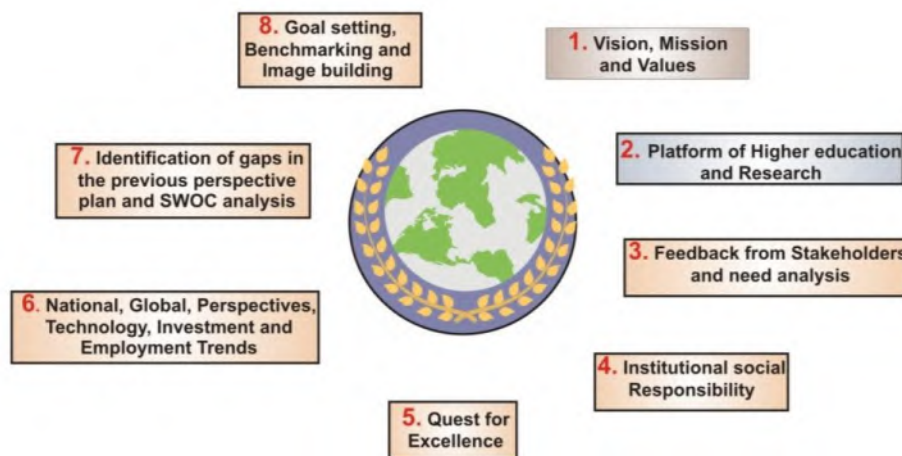 1. Vision, Mission
and Values
2. Platform of Higher education
and Research
3. Feedback from Stakeholders
and need analysis
4. Institutional social
Responsibility
5. Quest for
Excellence
6. National, Global, Perspectives,
Technology, Investment and
Employment Trends
7. Identification of gaps in
the previous perspective
plan and SWOC analysis
8. Goal setting,
Benchmarking and
Image building